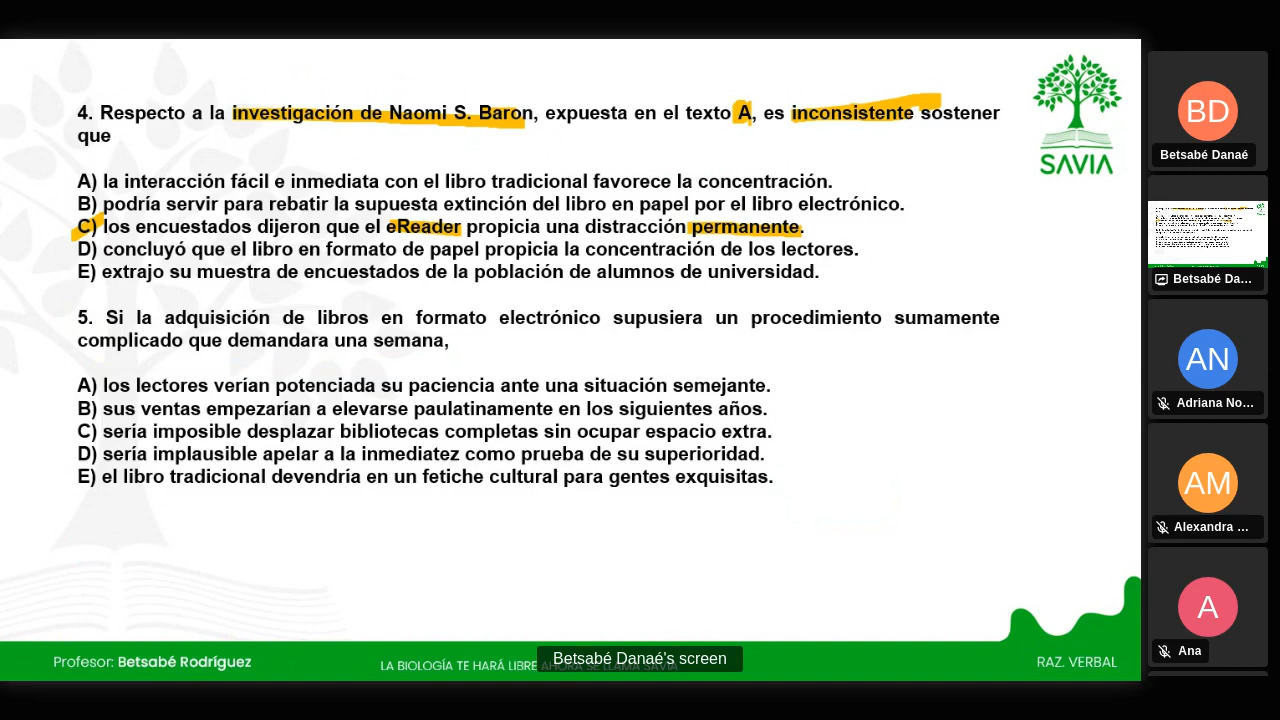 4. Respecto a la investigación de Naomi S. Baron, expuesta en el texto A, es inconsistente sostener
que
A) la interacción fácil e inmediata con el libro tradicional favorece la concentración.
B) podría servir para rebatir la supuesta extinción del libro en papel por el libro electrónico.
C) los encuestados dijeron que el eReader propicia una distracción permanente.
D) concluyó que el libro en formato de papel propicia la concentración de los lectores.
E) extrajo su muestra de encuestados de la población de alumnos de universidad.
5. Si la adquisición de libros en formato electrónico supusiera un procedimiento sumamente
complicado que demandara una semana,
A) los lectores verían potenciada su paciencia ante una situación semejante.
B) sus ventas empezarían a elevarse paulatinamente en los siguientes años.
C) sería imposible desplazar bibliotecas completas sin ocupar espacio extra.
D) sería implausible apelar a la inmediatez como prueba de su superioridad.
E) el libro tradicional devendría en un fetiche cultural para gentes exquisitas.
SAVIA
Profesor: Betsabé Rodríguez
LA BIOLOGÍA TE HARÁ LIBRE AHORA SE LLAMA SAVIA
Betsabé Danaé's screen
RAZ. VERBAL
BD
Betsabé Danaé
Betsabé Da...
AN
Adriana No...
AM
Alexandra ...
A
Ana